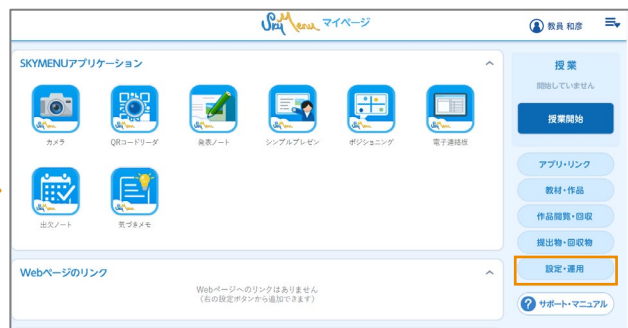 SkyMenu マイページ
教員 和彦
SKYMENUアプリケーション
カメラ
QRコードリーダ
発表ノート
シンプルプレゼン
ポジショニング
電子連絡板
出欠ノート
気づきメモ
Webページのリンク
Webページへのリンクはありません
(右の設定ボタンから追加できます)
授業
開始していません
授業開始
アプリ・リンク
教材・作品
作品閲覧・回収
提出物・回収物
設定・運用
? サポート・マニュアル